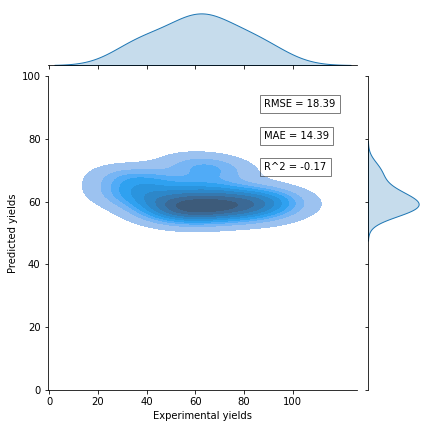 100
80
60
40
20
0
Predicted yields
RMSE = 18.39
MAE = 14.39
R^2 = -0.17
0 20 40 60 80 100
Experimental yields